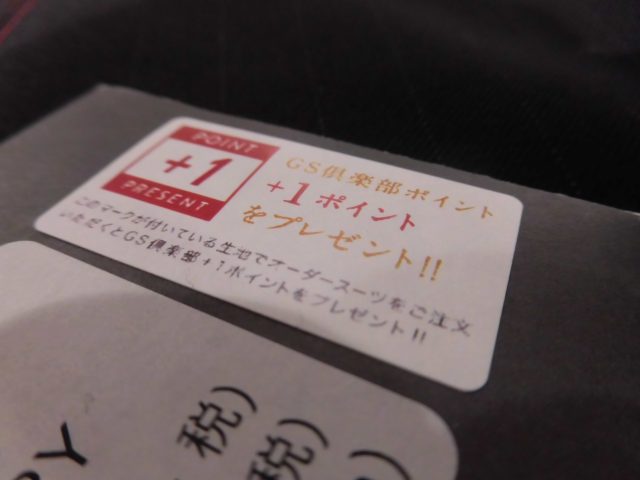 POINT
+1
PRESENT
GS倶楽部ポイント
+1ポイント
をプレゼント!!
このマークが付いている生地でオーダースーツをご注文
いただくとGS倶楽部+1ポイントをプレゼント!!
税)
税)
)